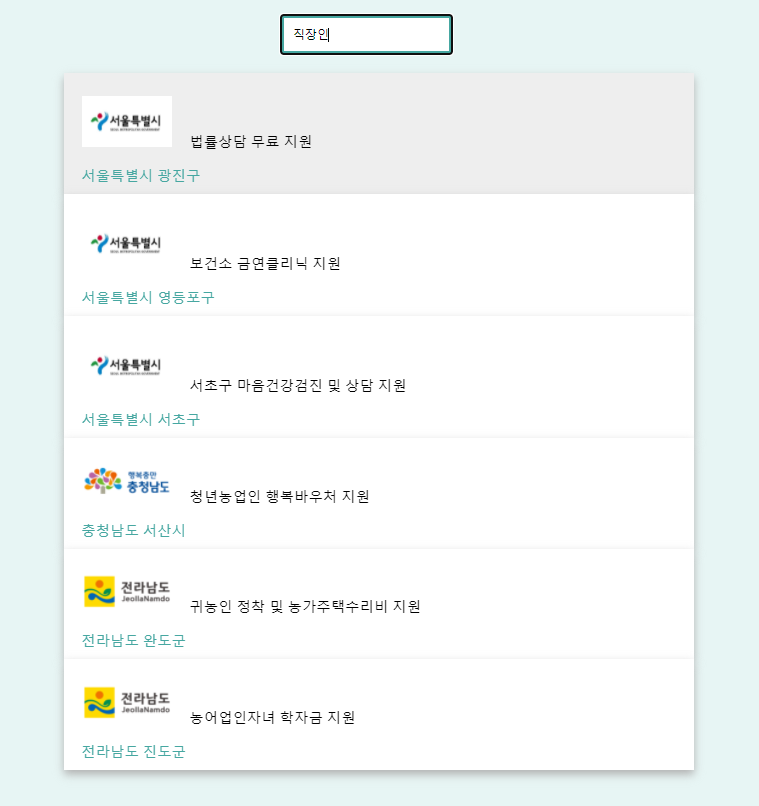 직장인
서울특별시
법률상담 무료 지원
서울특별시 광진구
서울특별시
보건소 금연클리닉 지원
서울특별시 영등포구
서울특별시
서초구 마음건강검진 및 상담 지원
서울특별시 서초구
행복충만
충청남도
청년농업인 행복바우처 지원
충청남도 서산시
전라남도
JeollaNamdo
귀농인 정착 및 농가주택수리비 지원
전라남도 완도군
전라남도
JeollaNamdo
농어업인자녀 학자금 지원
전라남도 진도군